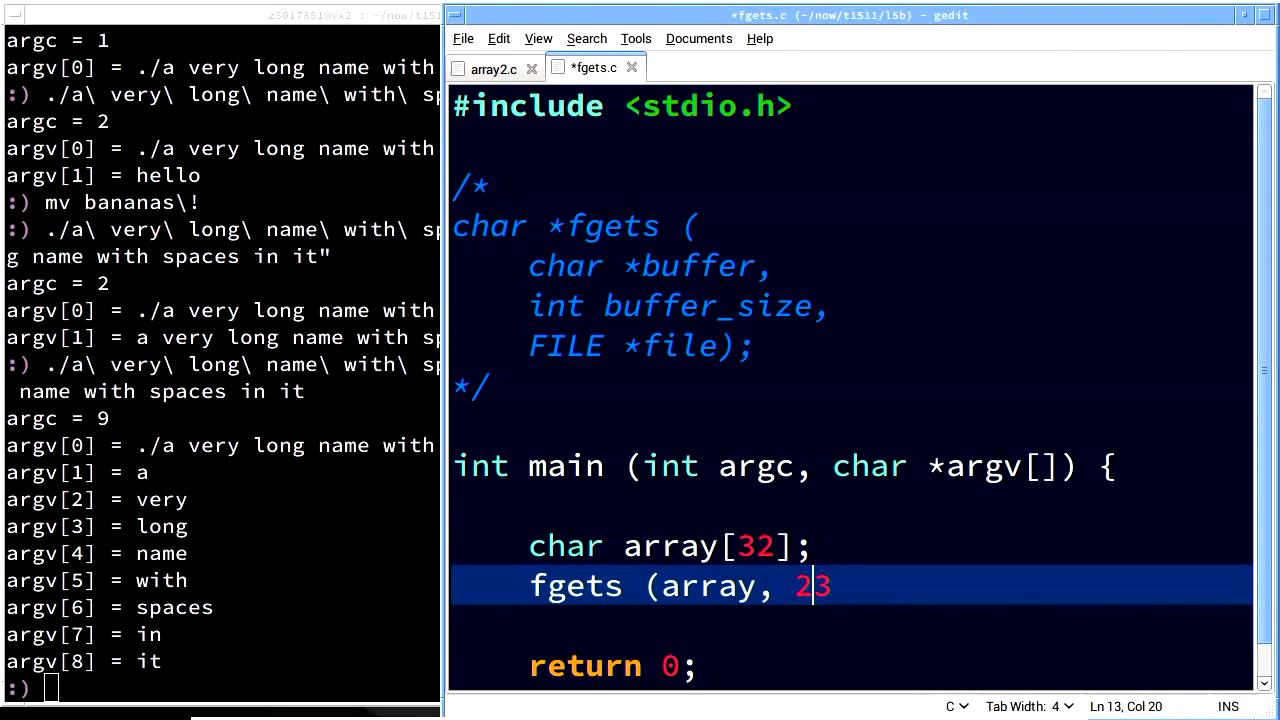 z5017851@vx2 : ~/now/t1511
argc = 1
argv[0] = ./a very long name with
:) ./a\ very\ long\ name\ with\ sp
argc = 2
argv[0] = ./a very long name with
argv[1] = hello
:) mv bananas\!
:) ./a\ very\ long\ name\ with\ sp
g name with spaces in it"
argc = 2
argv[0] = ./a very long name with
argv[1] = a very long name with sp
:) ./a\ very\ long\ name\ with\ sp
 name with spaces in it
argc = 9
argv[0] = ./a very long name with
argv[1] = a
argv[2] = very
argv[3] = long
argv[4] = name
argv[5] = with
argv[6] = spaces
argv[7] = in
argv[8] = it
:)
*fgets.c (~/now/t1511/l5b) - gedit
File Edit View Search Tools Documents Help
array2.c *fgets.c
#include <stdio.h>
/*
char *fgets (
    char *buffer,
    int buffer_size,
    FILE *file);
*/
int main (int argc, char *argv[]) {
    char array[32];
    fgets (array, 23
    return 0;
C Tab Width: 4 Ln 13, Col 20 INS